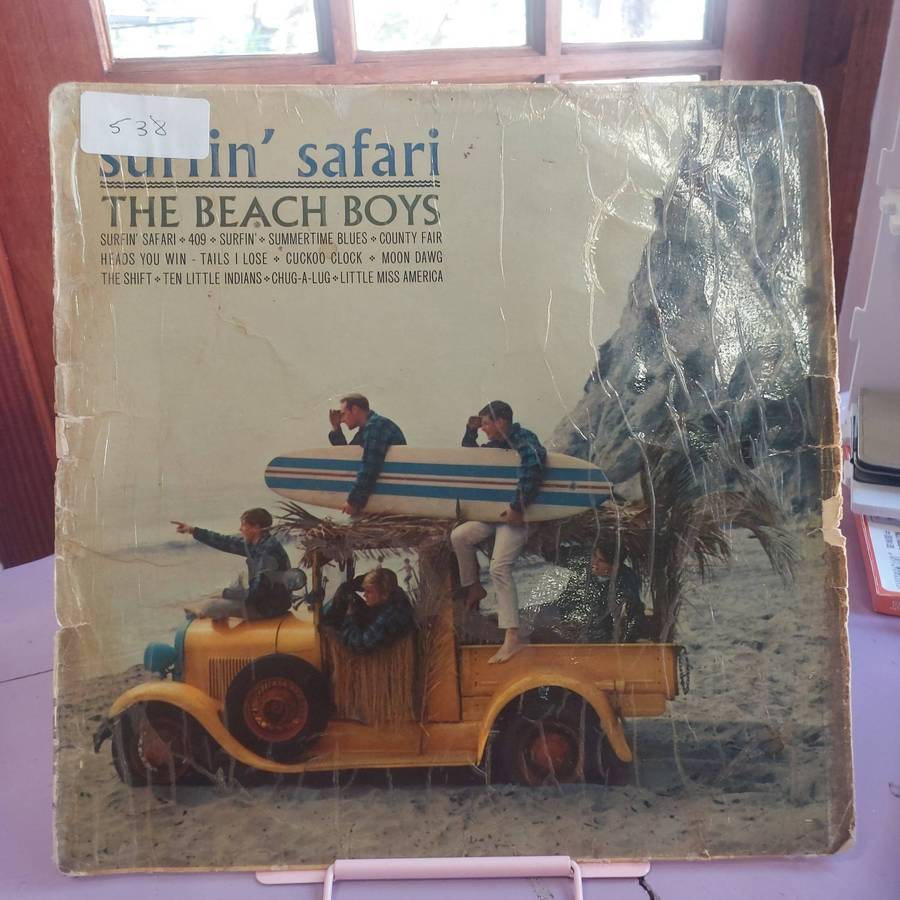 538
surfin' safari
THE BEACH BOYS
SURFIN' SAFARI ❖ 409 ❖ SURFIN' ❖ SUMMERTIME BLUES ❖ COUNTY FAIR
HEADS YOU WIN - TAILS I LOSE ❖ CUCKOO CLOCK ❖ MOON DAWG
THE SHIFT ❖ TEN LITTLE INDIANS ❖ CHUG-A-LUG ❖ LITTLE MISS AMERICA